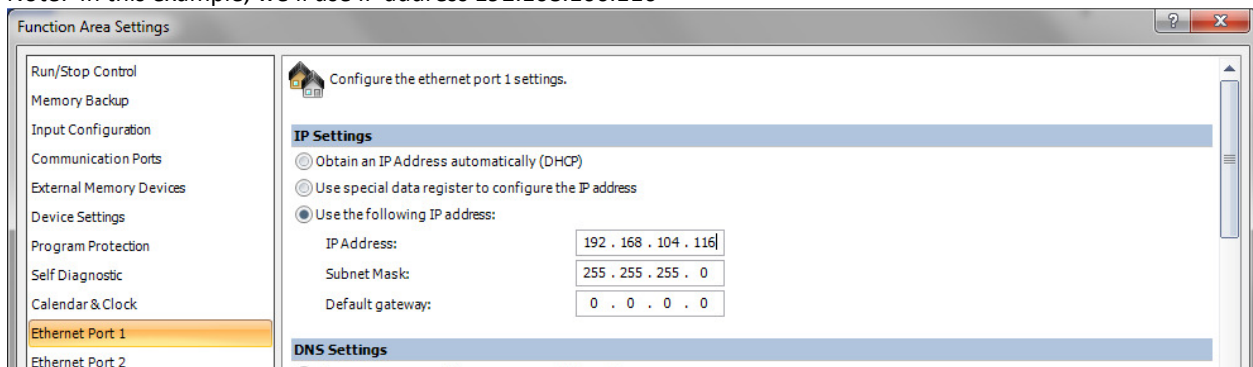 Function Area Settings
Run/Stop Control
Memory Backup
Input Configuration
Communication Ports
External Memory Devices
Device Settings
Program Protection
Self Diagnostic
Calendar & Clock
Ethernet Port 1
Ethernet Port 2
Configure the ethernet port 1 settings.
IP Settings
Obtain an IP Address automatically (DHCP)
Use special data register to configure the IP address
Use the following IP address:
IP Address: 192 . 168 . 104 . 116
Subnet Mask: 255 . 255 . 255 . 0
Default gateway: 0 . 0 . 0 . 0
DNS Settings